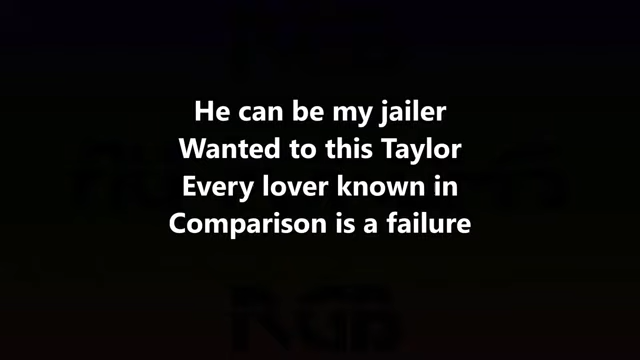 He can be my jailer
Wanted to this Taylor
Every lover known in
Comparison is a failure